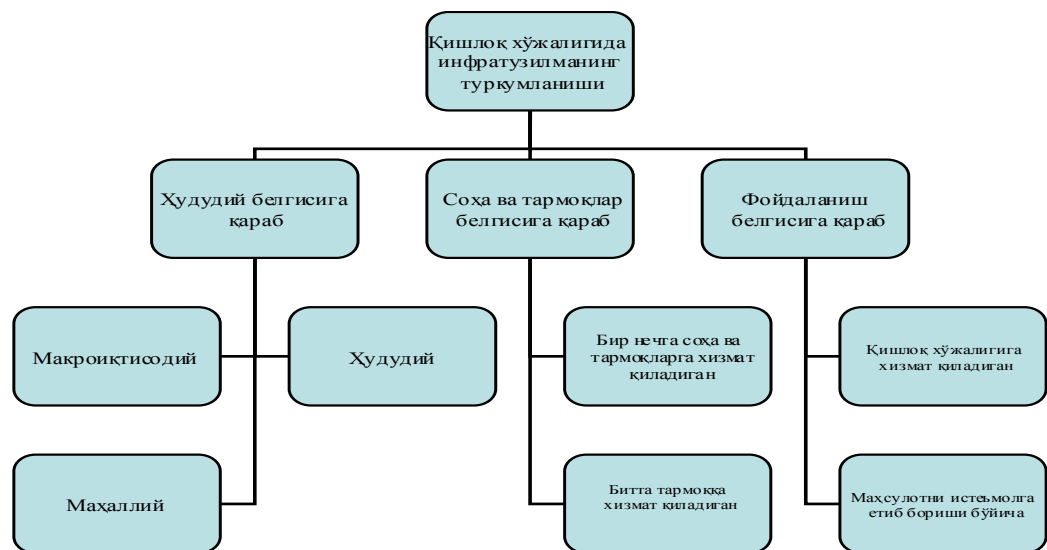 Қишлоқ хўжалигида
инфратузилманинг
туркумланиши
Ҳудудий белгисига
қараб
Соҳа ва тармоқлар
белгисига қараб
Фойдаланиш
белгисига қараб
Макроиқтисодий
Ҳудудий
Бир нечта соҳа ва
тармоқларга хизмат
қиладиган
Қишлоқ хўжалигига
хизмат қиладиган
Маҳаллий
Битта тармоққа
хизмат қиладиган
Маҳсулотни истеъмолга
етиб бориши бўйича